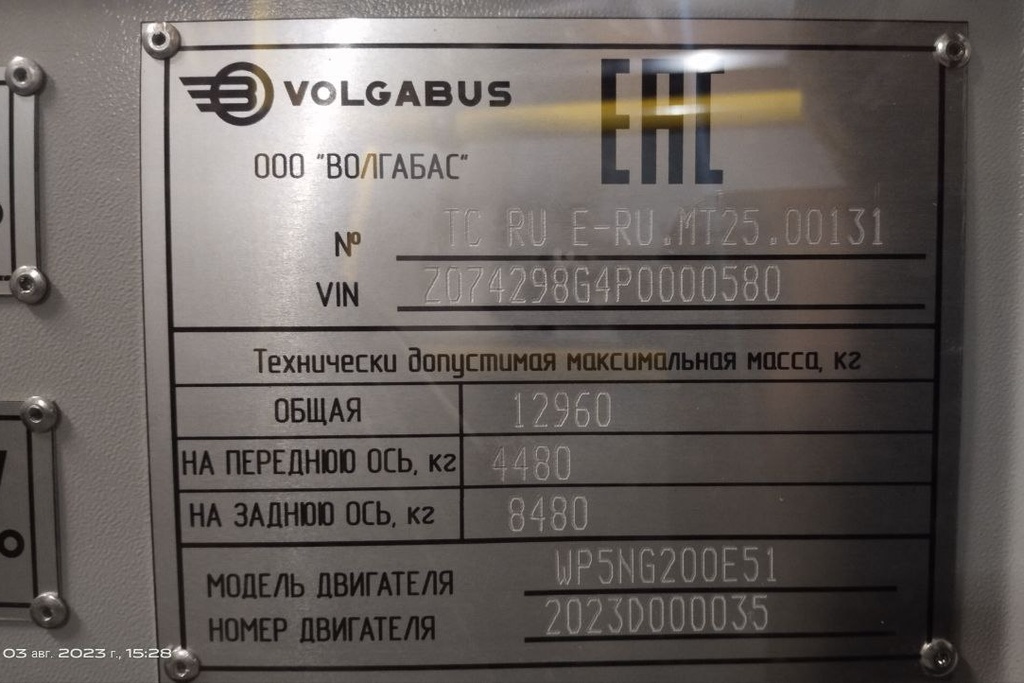 VOLGABUS
EAC
ООО "ВОЛГАБАС"
№ ТС RU E-RU.МТ25.00131
VIN Z074298G4P0000580
Технически допустимая максимальная масса, кг
ОБЩАЯ 12960
НА ПЕРЕДНЮЮ ОСЬ, кг 4480
НА ЗАДНЮЮ ОСЬ, кг 8480
МОДЕЛЬ ДВИГАТЕЛЯ WP5NG200E51
НОМЕР ДВИГАТЕЛЯ 2023D000035
03 авг. 2023 г., 15:28